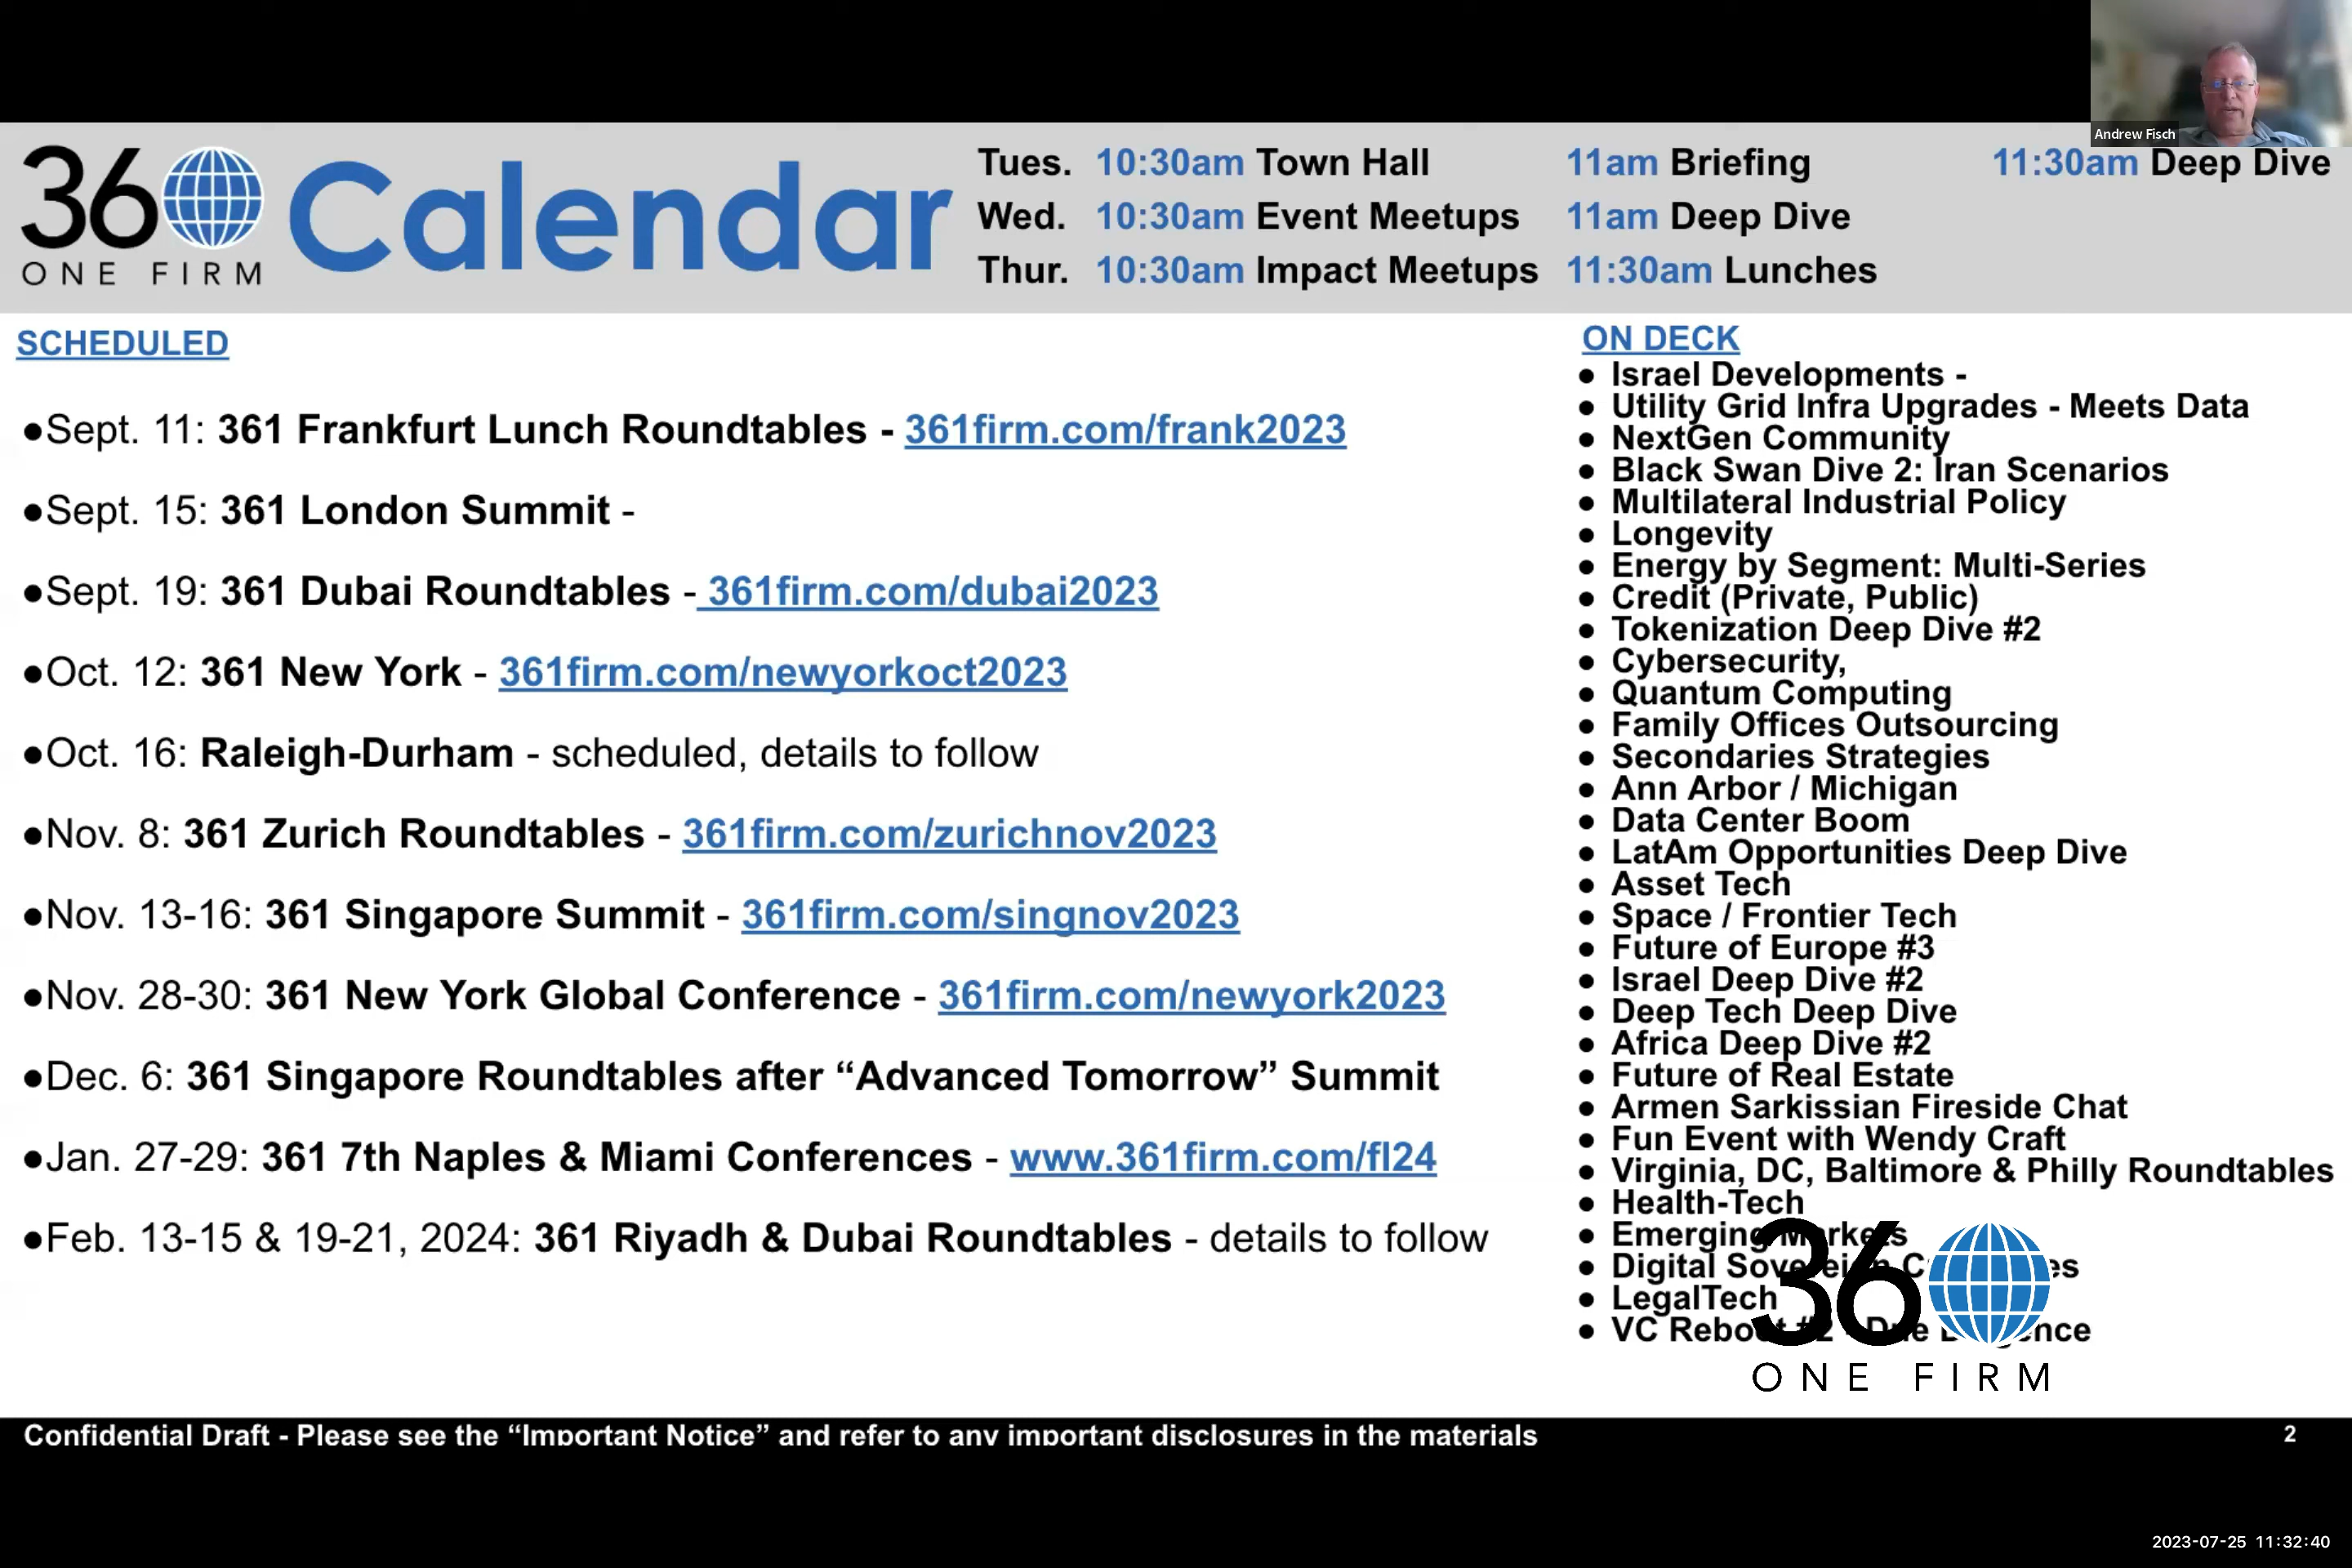 Andrew Fisch
36
ONE FIRM
Calendar
Tues. 10:30am Town Hall 11am Briefing 11:30am Deep Dive
Wed. 10:30am Event Meetups 11am Deep Dive
Thur. 10:30am Impact Meetups 11:30am Lunches
SCHEDULED
●Sept. 11: 361 Frankfurt Lunch Roundtables - 361firm.com/frank2023
●Sept. 15: 361 London Summit -
●Sept. 19: 361 Dubai Roundtables - 361firm.com/dubai2023
●Oct. 12: 361 New York - 361firm.com/newyorkoct2023
●Oct. 16: Raleigh-Durham - scheduled, details to follow
●Nov. 8: 361 Zurich Roundtables - 361firm.com/zurichnov2023
●Nov. 13-16: 361 Singapore Summit - 361firm.com/singnov2023
●Nov. 28-30: 361 New York Global Conference - 361firm.com/newyork2023
●Dec. 6: 361 Singapore Roundtables after “Advanced Tomorrow” Summit
●Jan. 27-29: 361 7th Naples & Miami Conferences - www.361firm.com/fl24
●Feb. 13-15 & 19-21, 2024: 361 Riyadh & Dubai Roundtables - details to follow
ON DECK
● Israel Developments -
● Utility Grid Infra Upgrades - Meets Data
● NextGen Community
● Black Swan Dive 2: Iran Scenarios
● Multilateral Industrial Policy
● Longevity
● Energy by Segment: Multi-Series
● Credit (Private, Public)
● Tokenization Deep Dive #2
● Cybersecurity,
● Quantum Computing
● Family Offices Outsourcing
● Secondaries Strategies
● Ann Arbor / Michigan
● Data Center Boom
● LatAm Opportunities Deep Dive
● Asset Tech
● Space / Frontier Tech
● Future of Europe #3
● Israel Deep Dive #2
● Deep Tech Deep Dive
● Africa Deep Dive #2
● Future of Real Estate
● Armen Sarkissian Fireside Chat
● Fun Event with Wendy Craft
● Virginia, DC, Baltimore & Philly Roundtables
● Health-Tech
● Emerging Markets
● Digital Sovereign
● LegalTech
● VC Reboot #2 - Due
36
ONE FIRM
Confidential Draft - Please see the “Important Notice” and refer to any important disclosures in the materials
2
2023-07-25 11:32:40